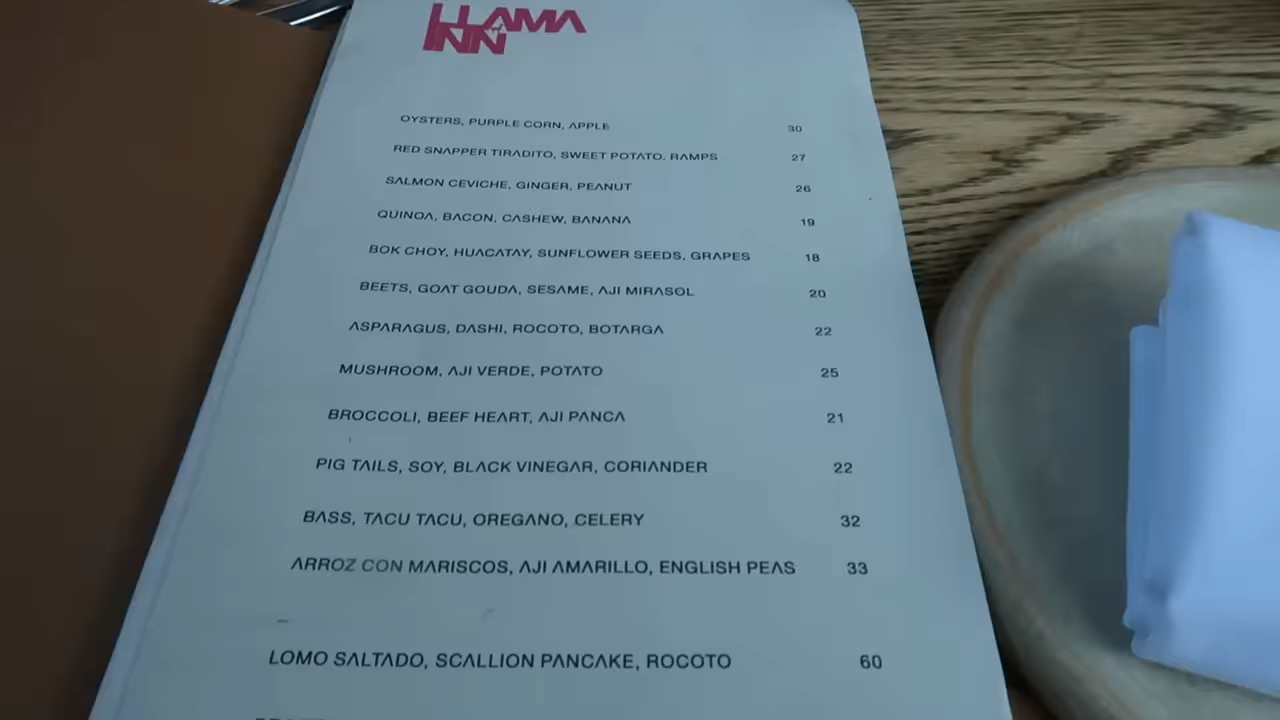 LLAMA
INN
OYSTERS, PURPLE CORN, APPLE 30
RED SNAPPER TIRADITO, SWEET POTATO. RAMPS 27
SALMON CEVICHE, GINGER, PEANUT 26
QUINOA, BACON, CASHEW, BANANA 19
BOK CHOY, HUACATAY, SUNFLOWER SEEDS, GRAPES 18
BEETS, GOAT GOUDA, SESAME, AJI MIRASOL 20
ASPARAGUS, DASHI, ROCOTO, BOTARGA 22
MUSHROOM, AJI VERDE, POTATO 25
BROCCOLI, BEEF HEART, AJI PANCA 21
PIG TAILS, SOY, BLACK VINEGAR, CORIANDER 22
BASS, TACU TACU, OREGANO, CELERY 32
ARROZ CON MARISCOS, AJI AMARILLO, ENGLISH PEAS 33
LOMO SALTADO, SCALLION PANCAKE, ROCOTO 60